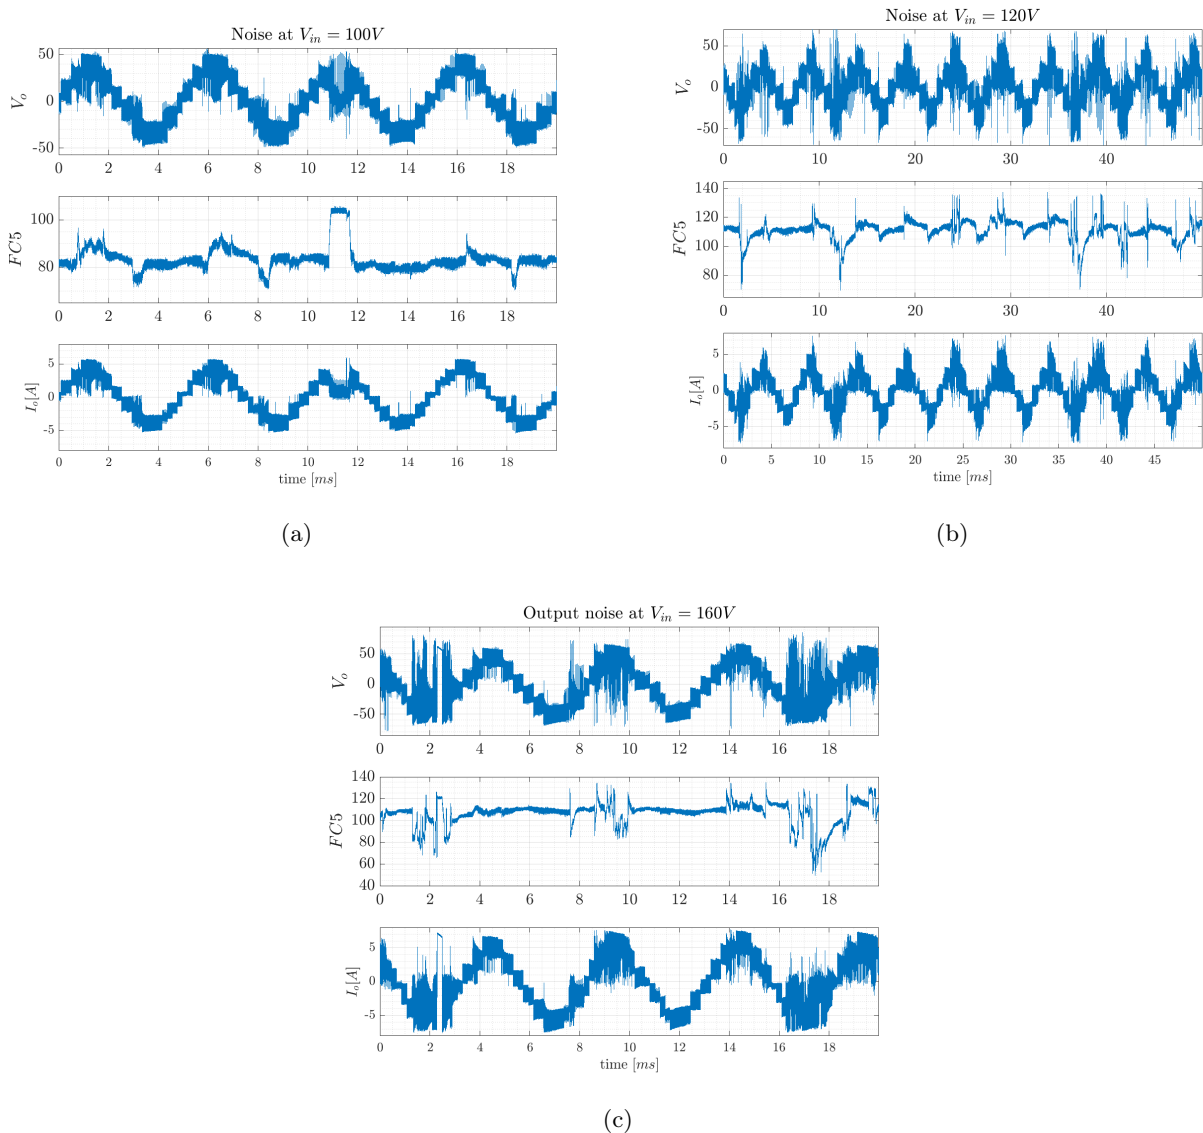 Noise at V_in = 100V
50
0
-50
V_o
0 2 4 6 8 10 12 14 16 18
100
80
FC5
0 2 4 6 8 10 12 14 16 18
5
0
-5
I_o[A]
0 2 4 6 8 10 12 14 16 18
time [ms]
(a)
Noise at V_in = 120V
50
0
-50
V_o
0 10 20 30 40
140
120
100
80
FC5
0 10 20 30 40
5
0
-5
I_o[A]
0 5 10 15 20 25 30 35 40 45
time [ms]
(b)
Output noise at V_in = 160V
50
0
-50
V_o
0 2 4 6 8 10 12 14 16 18
140
120
100
80
60
40
FC5
0 2 4 6 8 10 12 14 16 18
5
0
-5
I_o[A]
0 2 4 6 8 10 12 14 16 18
time [ms]
(c)